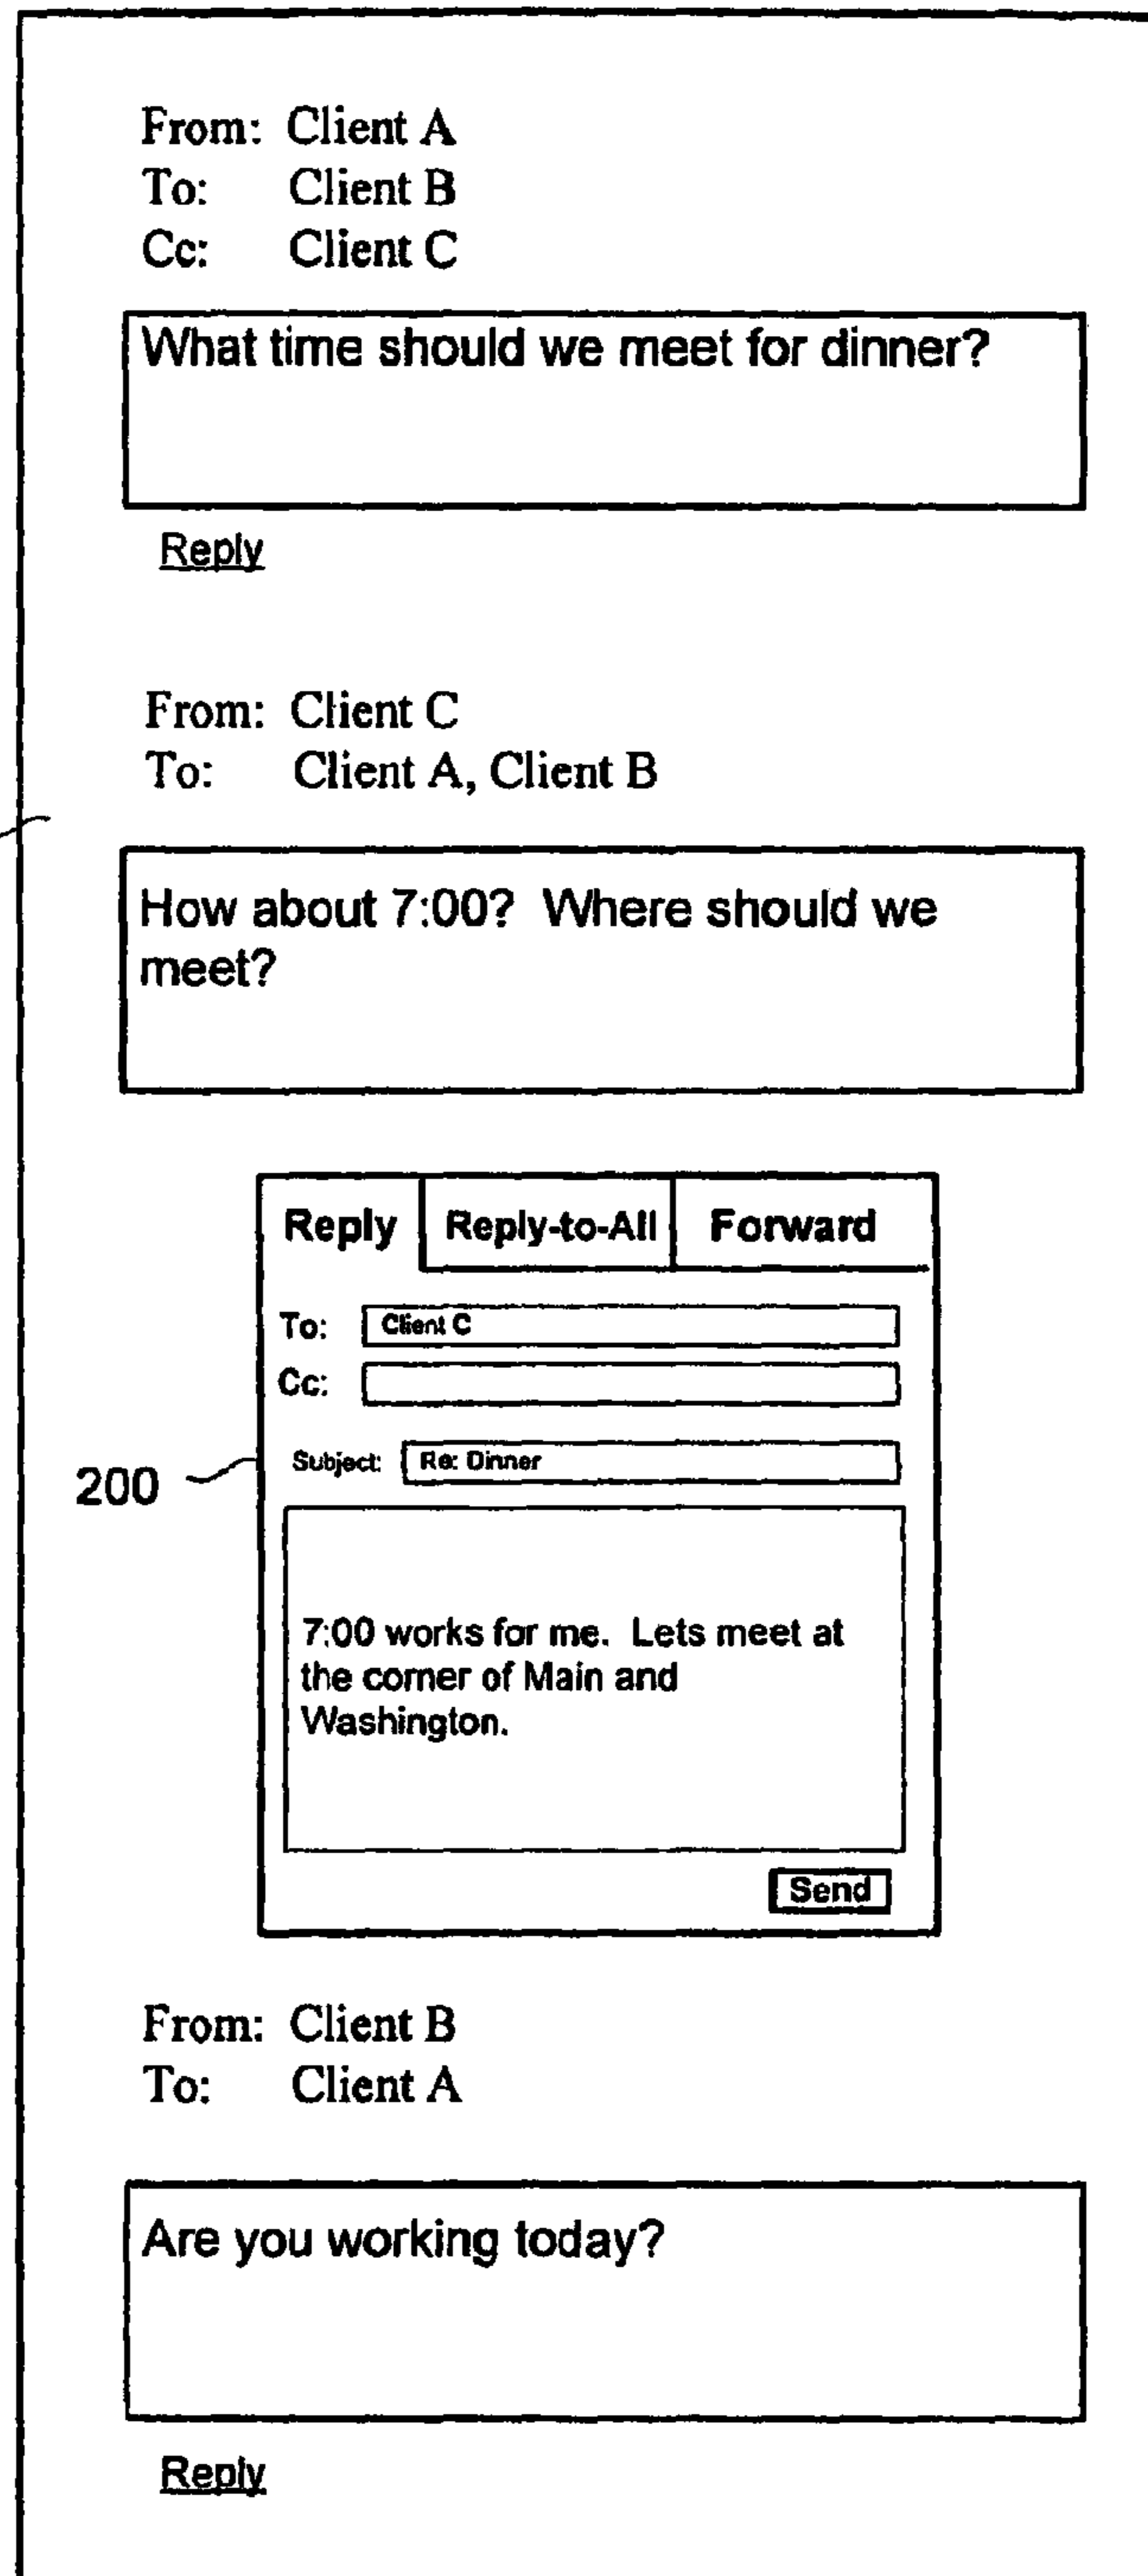 From: Client A
To: Client B
Cc: Client C
What time should we meet for dinner?
Reply
From: Client C
To: Client A, Client B
How about 7:00? Where should we
meet?
Reply Reply-to-All Forward
To: Client C
Cc:
Subject: Re: Dinner
200
7:00 works for me. Lets meet at
the corner of Main and
Washington.
Send
From: Client B
To: Client A
Are you working today?
Reply